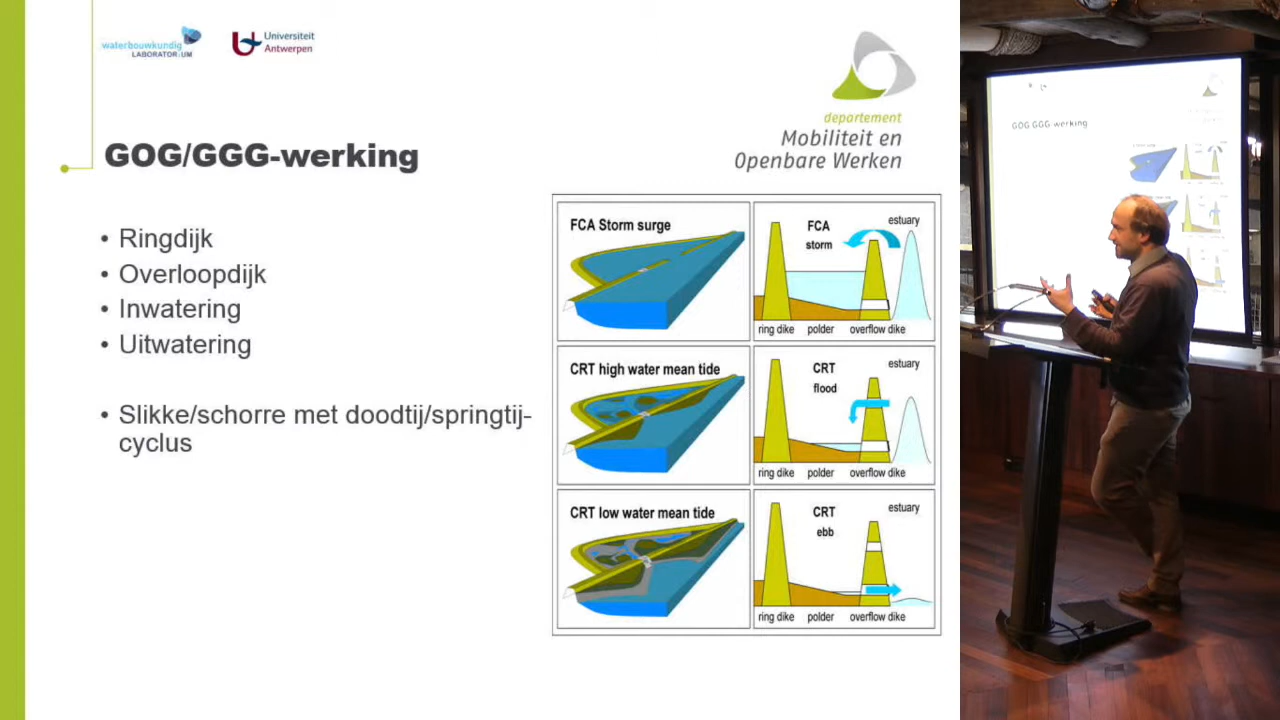 waterbouwkundig
LABORATORIUM
Universiteit
Antwerpen
departement
Mobiliteit en
Openbare Werken
GOG/GGG-werking
• Ringdijk
• Overloopdijk
• Inwatering
• Uitwatering
• Slikke/schorre met doodtij/springtij-
cyclus
FCA Storm surge
FCA
storm
estuary
ring dike polder overflow dike
CRT high water mean tide
CRT
flood
estuary
ring dike polder overflow dike
CRT low water mean tide
CRT
ebb
estuary
ring dike polder overflow dike
GOG GGG-werking